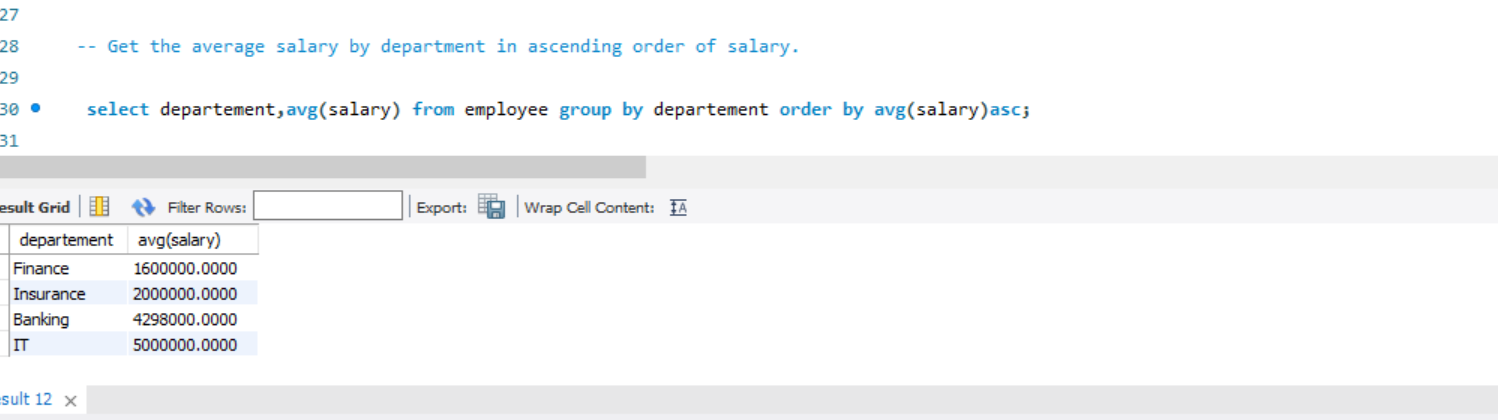 27
28 -- Get the average salary by department in ascending order of salary.
29
30 select departement,avg(salary) from employee group by departement order by avg(salary)asc;
31
esult Grid Filter Rows: Export: Wrap Cell Content: IA
departement avg(salary)
Finance 1600000.0000
Insurance 2000000.0000
Banking 4298000.0000
IT 5000000.0000
esult 12 ×